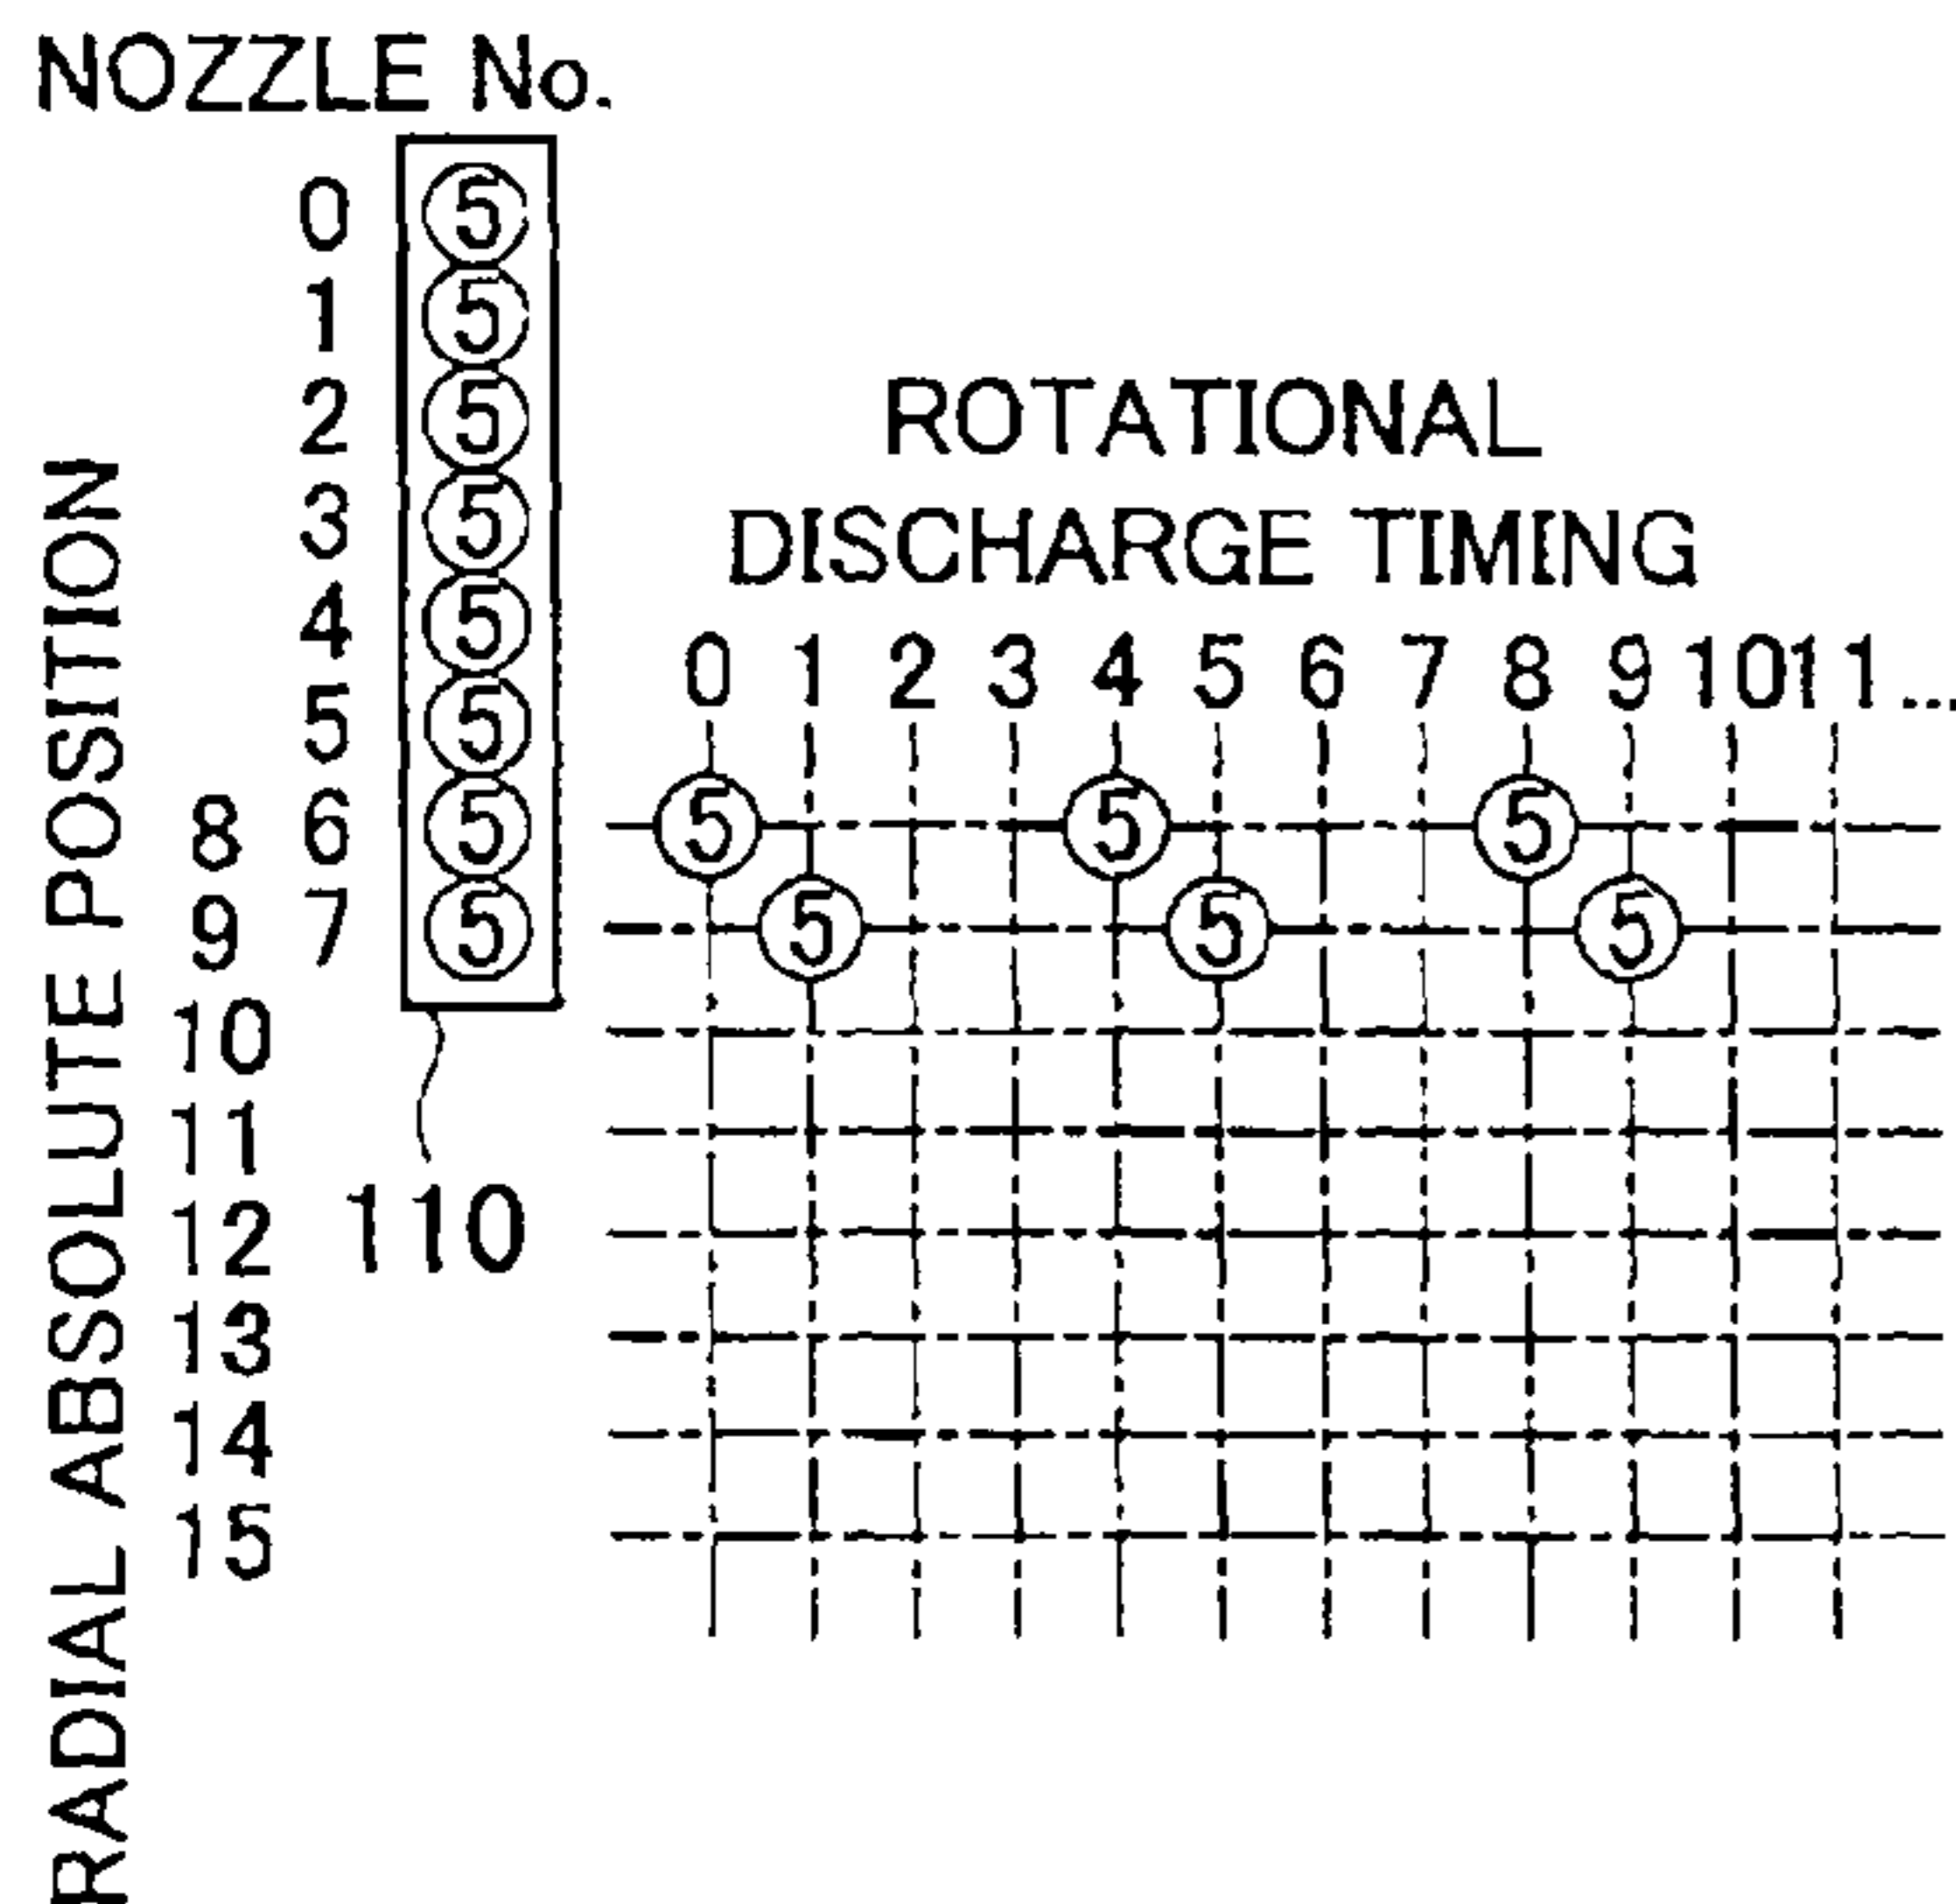 NOZZLE No.
0 5
1 5
2 5
3 5
4 5
5 5
8 6 5
9 7 5
10
11
12
13
14
15
110
RADIAL ABSOLUTE POSITION
ROTATIONAL
DISCHARGE TIMING
0 1 2 3 4 5 6 7 8 9 10 11...
5 5 5
5 5 5